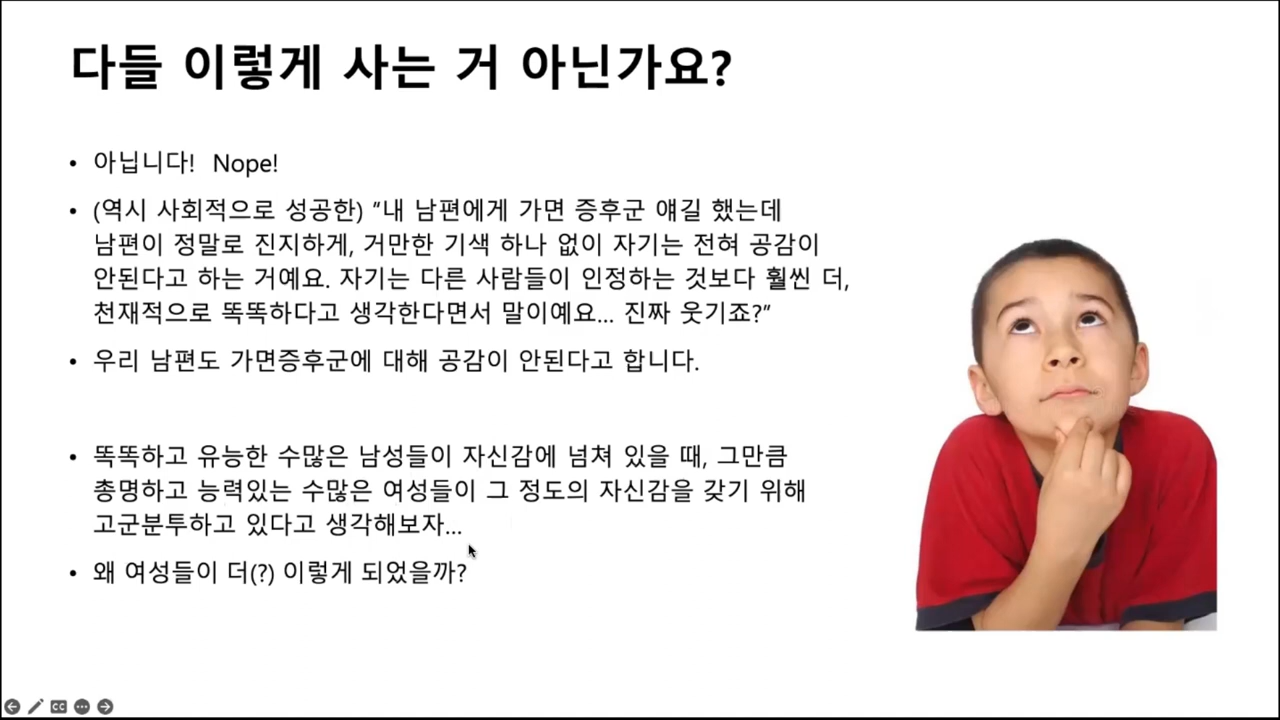 다들 이렇게 사는 거 아닌가요?
• 아닙니다! Nope!
• (역시 사회적으로 성공한) "내 남편에게 가면 증후군 얘길 했는데
남편이 정말로 진지하게, 거만한 기색 하나 없이 자기는 전혀 공감이
안된다고 하는 거예요. 자기는 다른 사람들이 인정하는 것보다 훨씬 더,
천재적으로 똑똑하다고 생각한다면서 말이예요... 진짜 웃기죠?"
• 우리 남편도 가면증후군에 대해 공감이 안된다고 합니다.
• 똑똑하고 유능한 수많은 남성들이 자신감에 넘쳐 있을 때, 그만큼
총명하고 능력있는 수많은 여성들이 그 정도의 자신감을 갖기 위해
고군분투하고 있다고 생각해보자...
• 왜 여성들이 더(?) 이렇게 되었을까?
CC